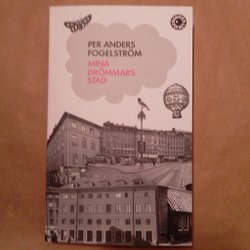 PER ANDERS
FOGELSTRÖM
MINA
DRÖMMARS
STAD